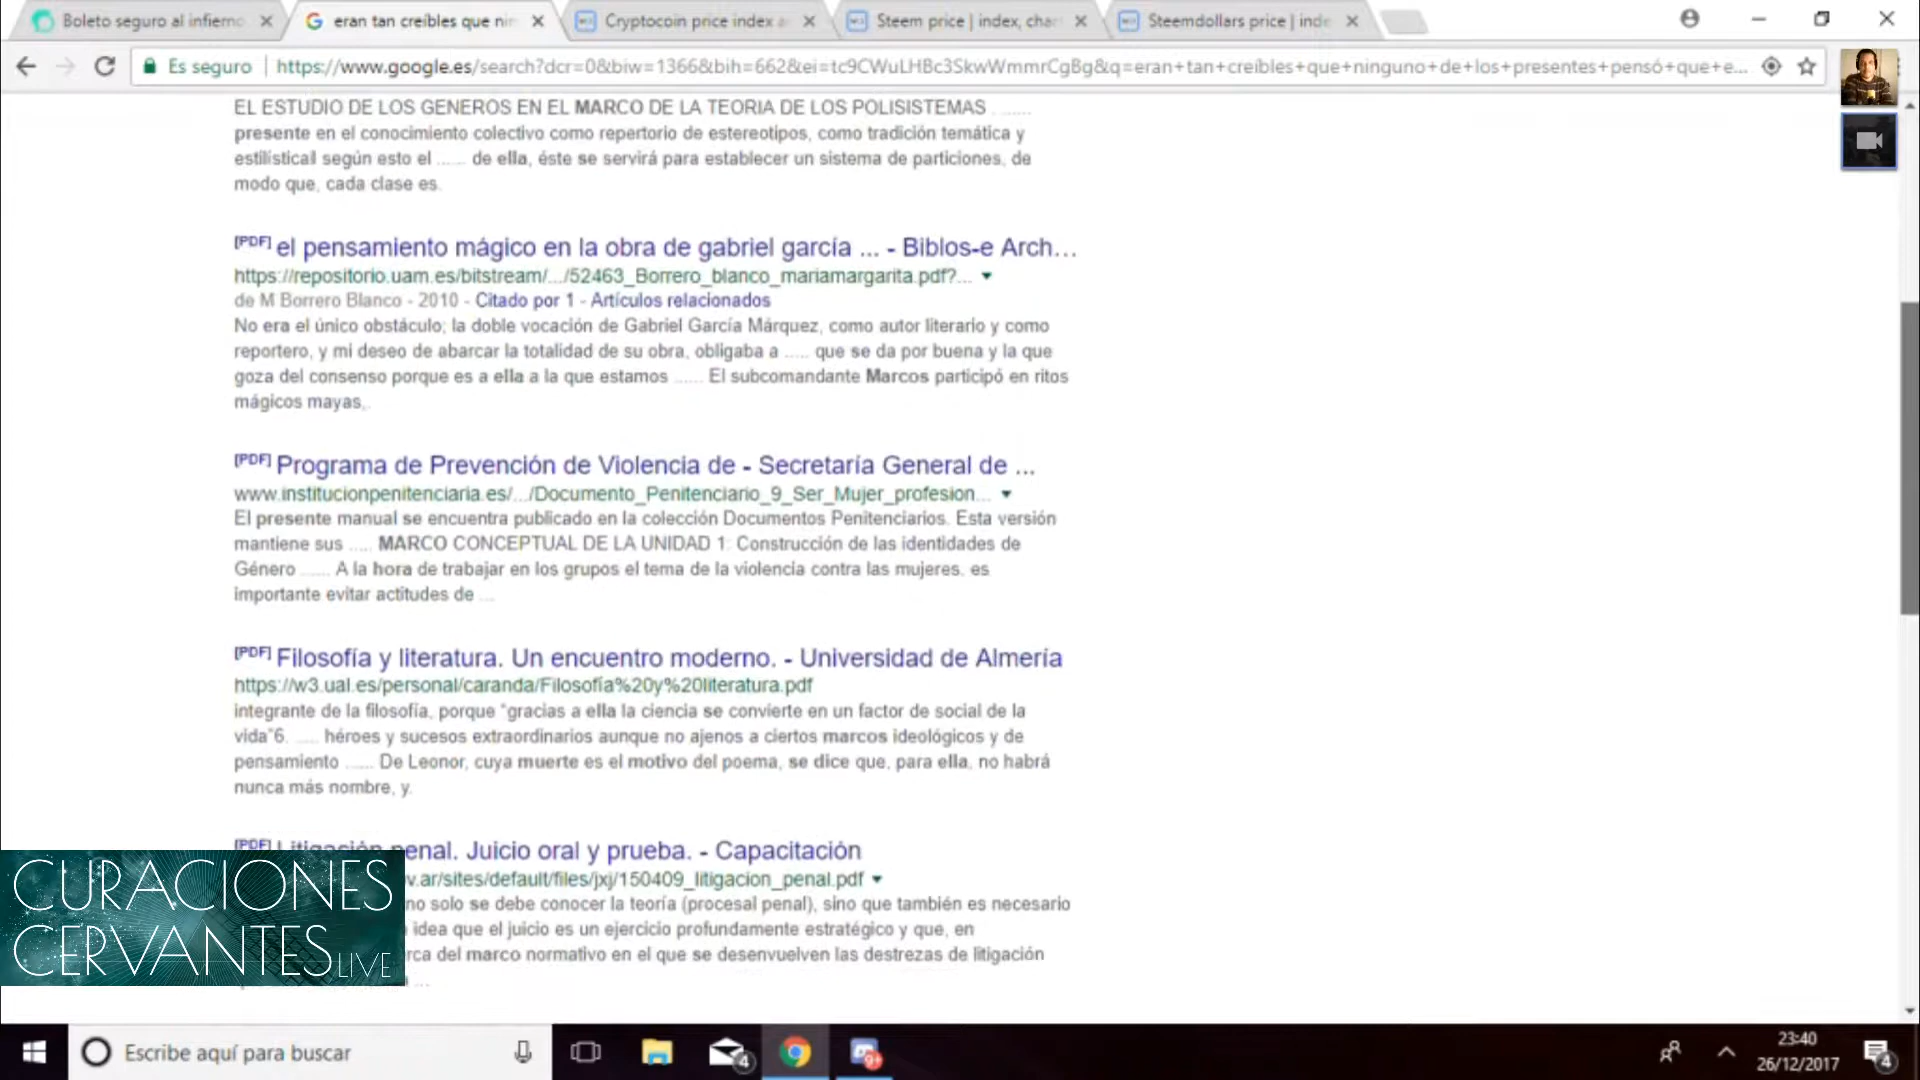 Boleto seguro al infierno
eran tan creíbles que nin
Cryptocoin price index a
Steem price | index, cha
Steemdollars price | inde
Es seguro
https://www.google.es/search?dcr=0&biw=1366&bih=662&ei=tc9CWuLHBc3SkwWmmrCgBg&q=eran+tan+creíbles+que+ninguno+de+los+presentes+pensó+que+e...
EL ESTUDIO DE LOS GENEROS EN EL MARCO DE LA TEORIA DE LOS POLISISTEMAS . ......
presente en el conocimiento colectivo como repertorio de estereotipos, como tradición temática y
estilísticaII según esto el ...... de ella, éste se servirá para establecer un sistema de particiones, de
modo que, cada clase es.
[PDF] el pensamiento mágico en la obra de gabriel garcía ... - Biblos-e Arch...
https://repositorio.uam.es/bitstream/.../52463_Borrero_blanco_mariamargarita.pdf?...
de M Borrero Blanco - 2010 - Citado por 1 - Artículos relacionados
No era el único obstáculo; la doble vocación de Gabriel García Márquez, como autor literario y como
reportero, y mi deseo de abarcar la totalidad de su obra, obligaba a ..... que se da por buena y la que
goza del consenso porque es a ella a la que estamos ...... El subcomandante Marcos participó en ritos
mágicos mayas,.
[PDF] Programa de Prevención de Violencia de - Secretaría General de ...
www.institucionpenitenciaria.es/.../Documento_Penitenciario_9_Ser_Mujer_profesion...
El presente manual se encuentra publicado en la colección Documentos Penitenciarios. Esta versión
mantiene sus ..... MARCO CONCEPTUAL DE LA UNIDAD 1: Construcción de las identidades de
Género ...... A la hora de trabajar en los grupos el tema de la violencia contra las mujeres, es
importante evitar actitudes de ...
[PDF] Filosofía y literatura. Un encuentro moderno. - Universidad de Almería
https://w3.ual.es/personal/caranda/Filosofía%20y%20literatura.pdf
integrante de la filosofía, porque "gracias a ella la ciencia se convierte en un factor de social de la
vida"6. ..... héroes y sucesos extraordinarios aunque no ajenos a ciertos marcos ideológicos y de
pensamiento ...... De Leonor, cuya muerte es el motivo del poema, se dice que, para ella, no habrá
nunca más nombre, y.
[PDF] Litigación penal. Juicio oral y prueba. - Capacitación
v.ar/sites/default/files/jxj/150409_litigacion_penal.pdf
no solo se debe conocer la teoría (procesal penal), sino que también es necesario
idea que el juicio es un ejercicio profundamente estratégico y que, en
rca del marco normativo en el que se desenvuelven las destrezas de litigación
...
CURACIONES
CERVANTES LIVE
Escribe aquí para buscar
4
9+
23:40
26/12/2017
4